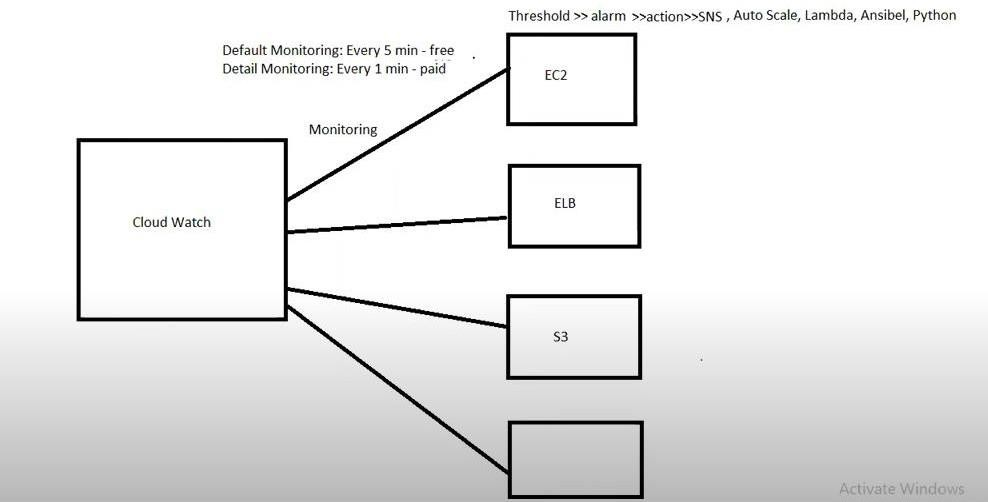 Threshold >> alarm >>action>>SNS , Auto Scale, Lambda, Ansibel, Python
Default Monitoring: Every 5 min - free
Detail Monitoring: Every 1 min - paid
EC2
Monitoring
ELB
Cloud Watch
S3
Activate Windows